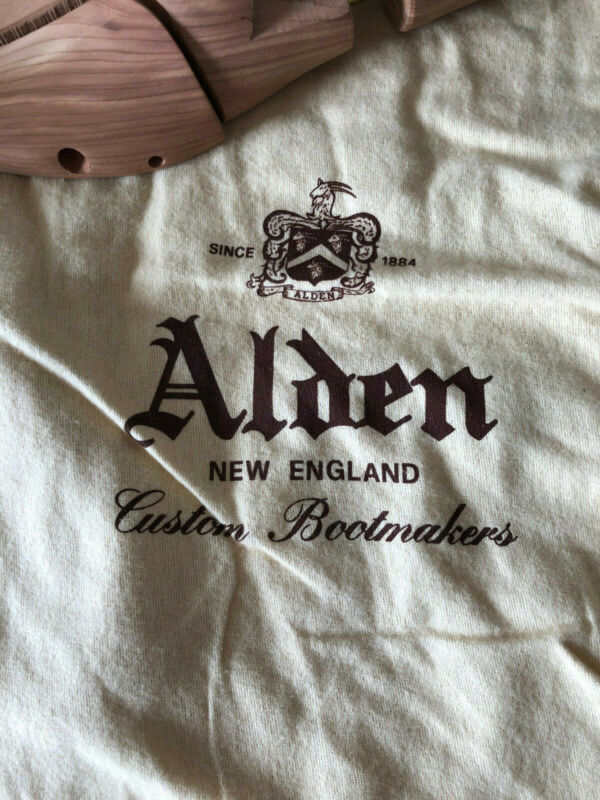 SINCE 1884
ALDEN
Alden
NEW ENGLAND
Custom Bootmakers